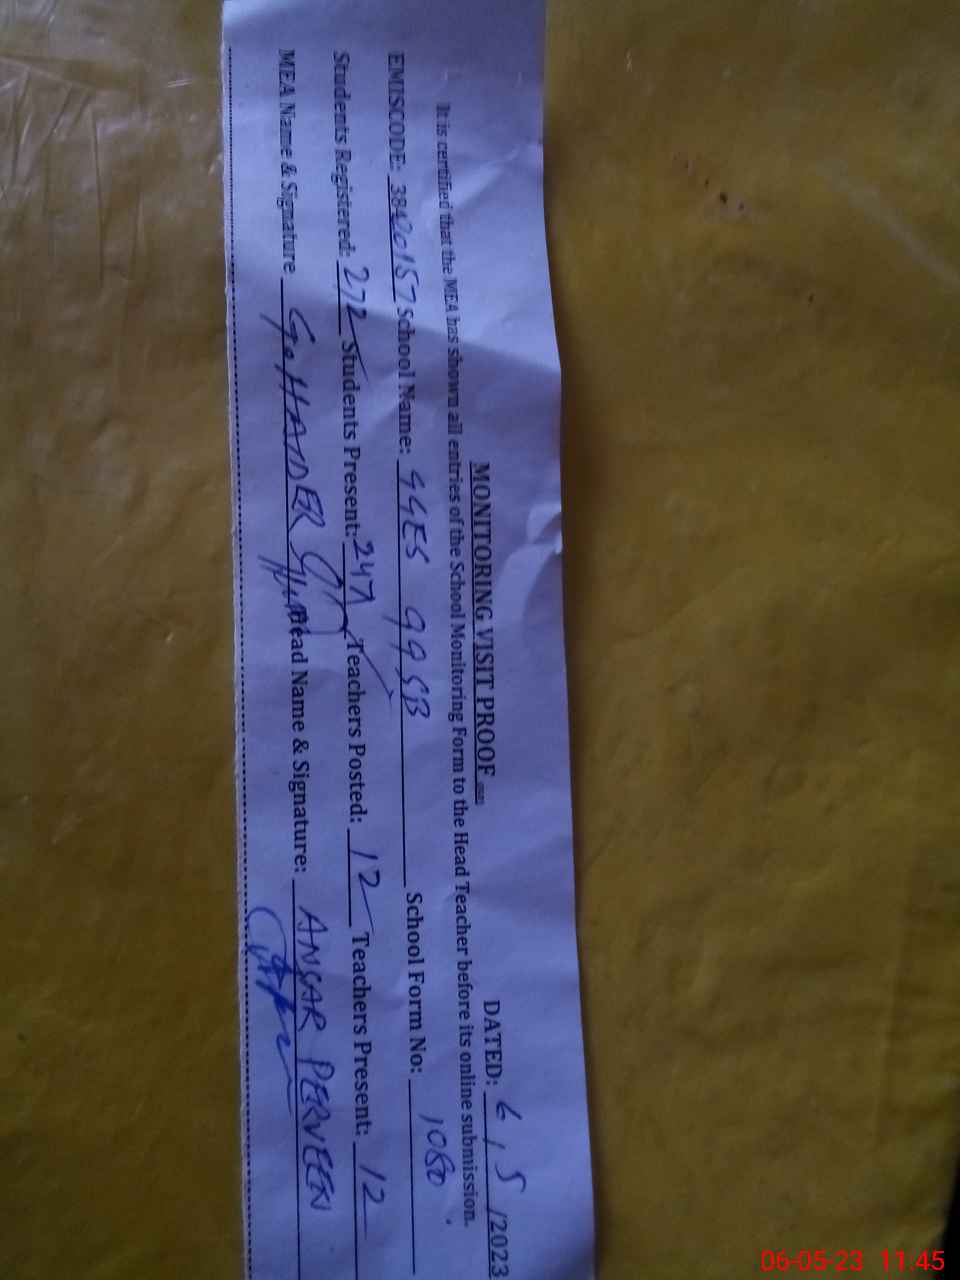 MONITORING VISIT PROOF
DATED: 6/5/2023
It is certified that the MEA has shown all entries of the School Monitoring Form to the Head Teacher before its online submission.
EMISCODE: 38420157 School Name: GGES 99SB School Form No: 1080
Students Registered: 272 Students Present: 247 Teachers Posted: 12 Teachers Present: 12
MEA Name & Signature G. HAIDER Head Name & Signature: ANSAR PERVEEN
06-05-23 11:45